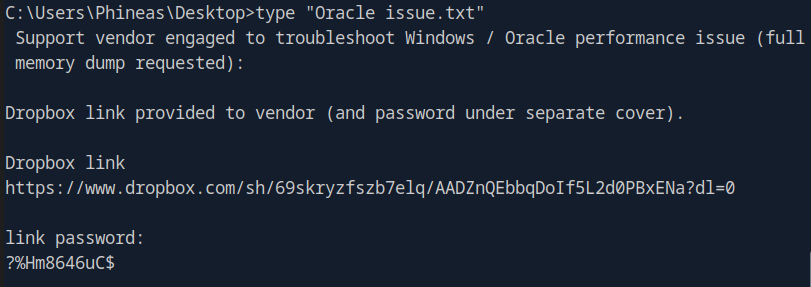 C:\Users\Phineas\Desktop>type "Oracle issue.txt"
Support vendor engaged to troubleshoot Windows / Oracle performance issue (full
memory dump requested):
Dropbox link provided to vendor (and password under separate cover).
Dropbox link
https://www.dropbox.com/sh/69skryzfszb7elq/AADZnQEbbqDoIf5L2d0PBxENa?dl=0
link password:
?%Hm8646uC$